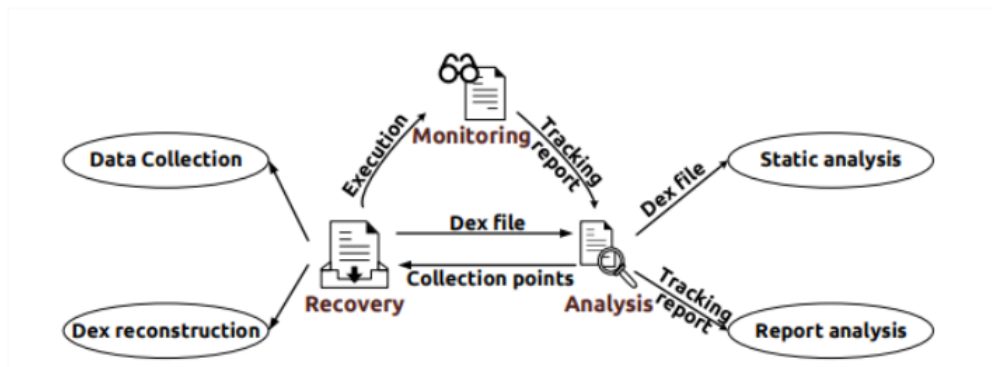 Monitoring
Execution
Tracking
report
Data Collection
Static analysis
Dex file
Dex file
Collection points
Recovery
Analysis
Tracking
report
Dex reconstruction
Report analysis